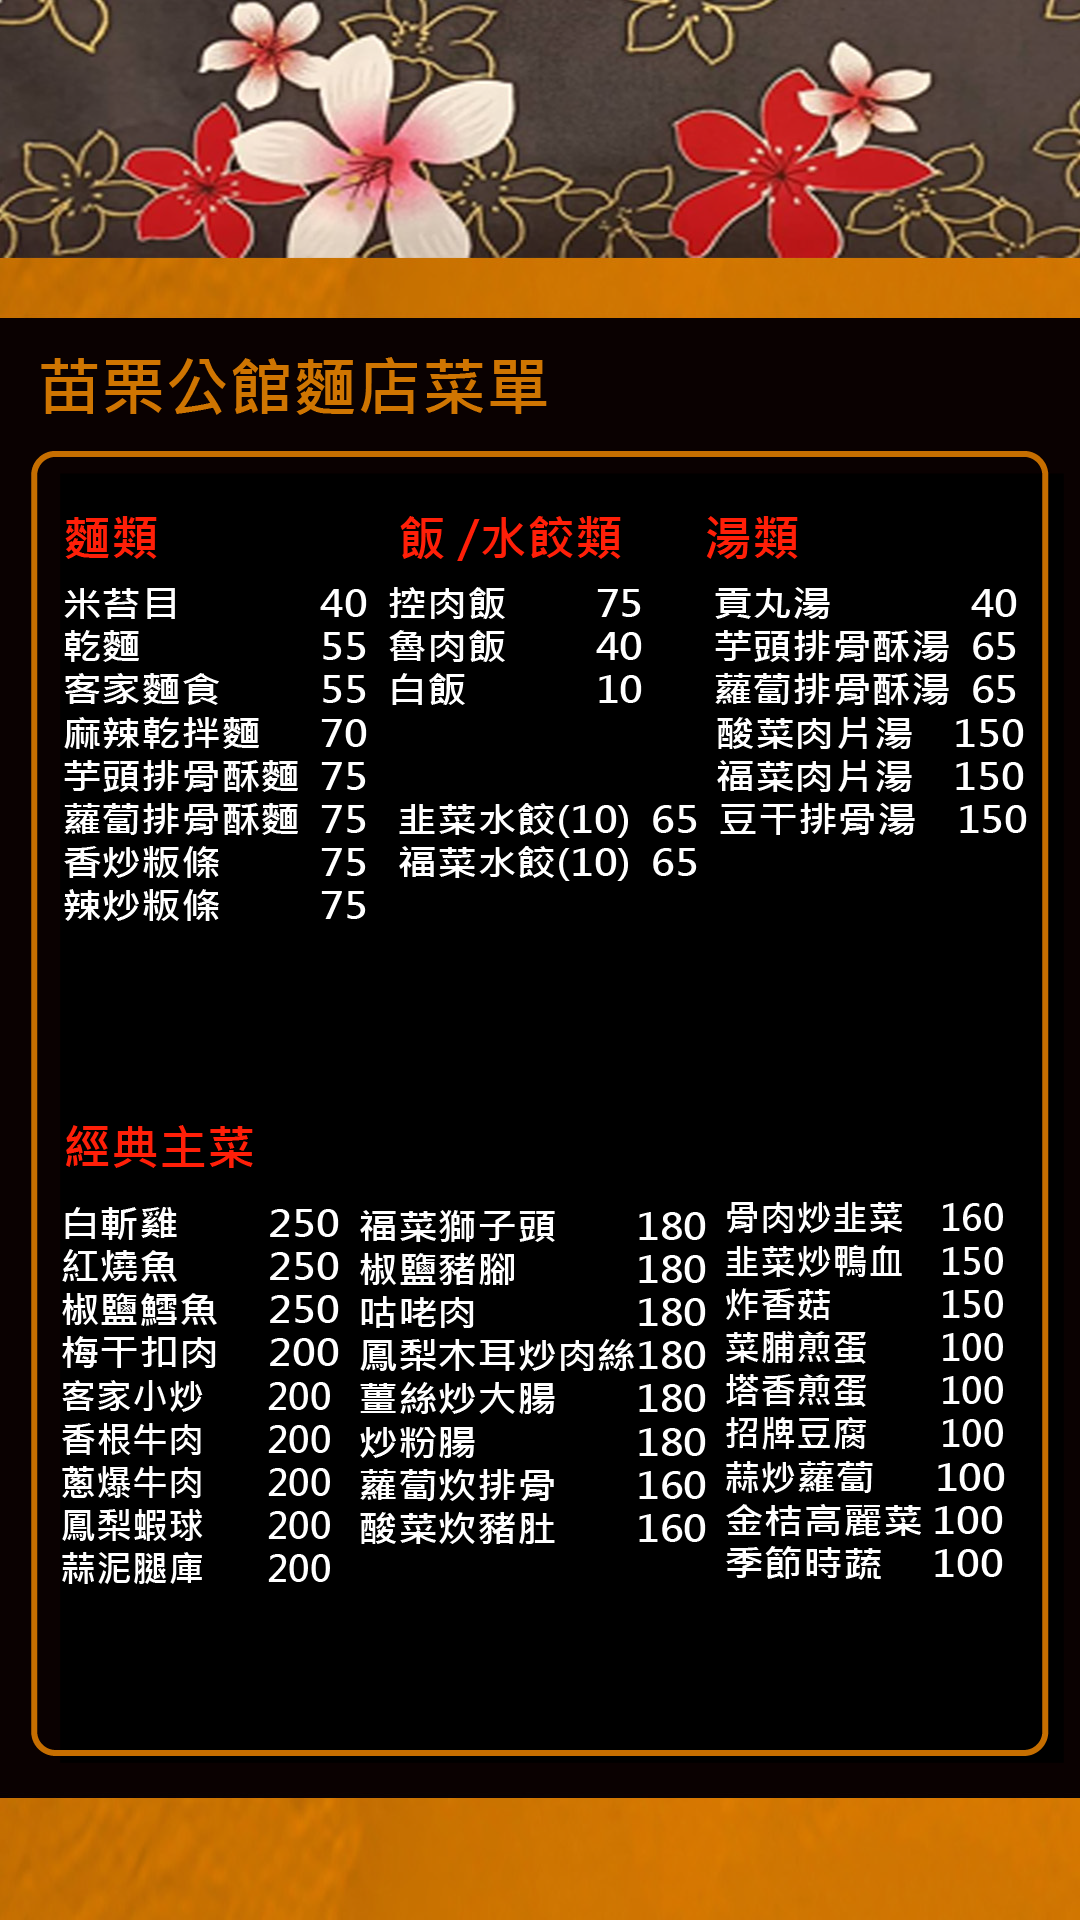 苗栗公館麵店菜單
麵類
米苔目 40
乾麵 55
客家麵食 55
麻辣乾拌麵 70
芋頭排骨酥麵 75
蘿蔔排骨酥麵 75
香炒粄條 75
辣炒粄條 75
飯 /水餃類
控肉飯 75
魯肉飯 40
白飯 10
韭菜水餃(10) 65
福菜水餃(10) 65
湯類
貢丸湯 40
芋頭排骨酥湯 65
蘿蔔排骨酥湯 65
酸菜肉片湯 150
福菜肉片湯 150
豆干排骨湯 150
經典主菜
白斬雞 250
紅燒魚 250
椒鹽鱈魚 250
梅干扣肉 200
客家小炒 200
香根牛肉 200
蔥爆牛肉 200
鳳梨蝦球 200
蒜泥腿庫 200
福菜獅子頭 180
椒鹽豬腳 180
咕咾肉 180
鳳梨木耳炒肉絲180
薑絲炒大腸 180
炒粉腸 180
蘿蔔炊排骨 160
酸菜炊豬肚 160
骨肉炒韭菜 160
韭菜炒鴨血 150
炸香菇 150
菜脯煎蛋 100
塔香煎蛋 100
招牌豆腐 100
蒜炒蘿蔔 100
金桔高麗菜 100
季節時蔬 100